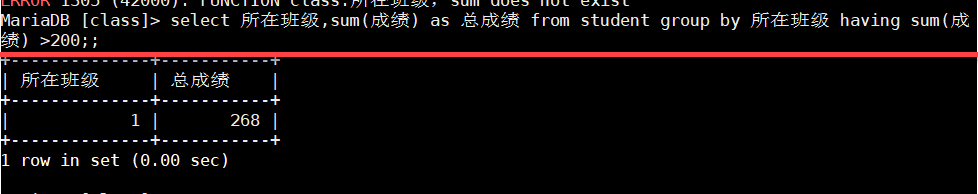 ERROR 1305 (42000): FUNCTION class.所在班级，sum does not exist
MariaDB [class]> select 所在班级,sum(成绩) as 总成绩 from student group by 所在班级 having sum(成
绩) >200;;
+--------------+-----------+
| 所在班级     | 总成绩    |
+--------------+-----------+
|            1 |       268 |
+--------------+-----------+
1 row in set (0.00 sec)